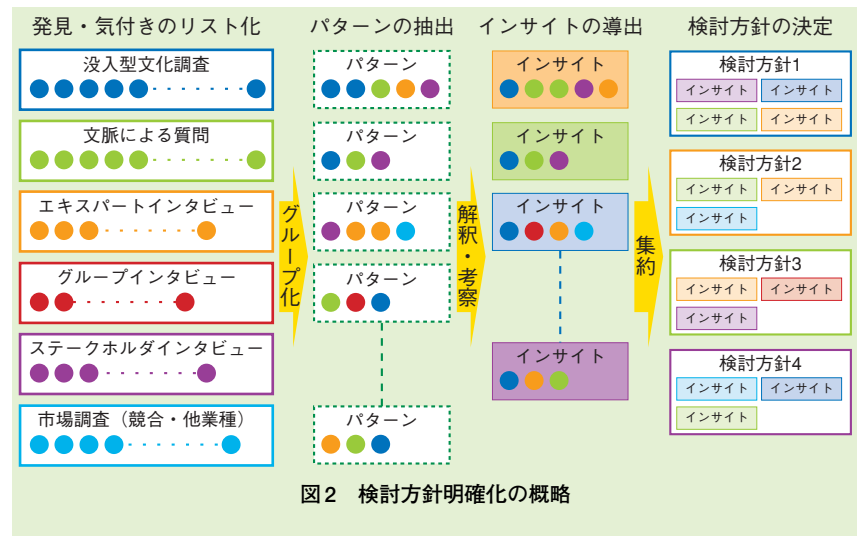 発見・気付きのリスト化
没入型文化調査
文脈による質問
エキスパートインタビュー
グループインタビュー
ステークホルダインタビュー
市場調査（競合・他業種）
グループ化
パターンの抽出
パターン
パターン
パターン
パターン
パターン
解釈・考察
インサイトの導出
インサイト
インサイト
インサイト
インサイト
集約
検討方針の決定
検討方針1
インサイト インサイト
インサイト インサイト
検討方針2
インサイト インサイト
インサイト
検討方針3
インサイト インサイト
インサイト
検討方針4
インサイト インサイト
インサイト
図2 検討方針明確化の概略